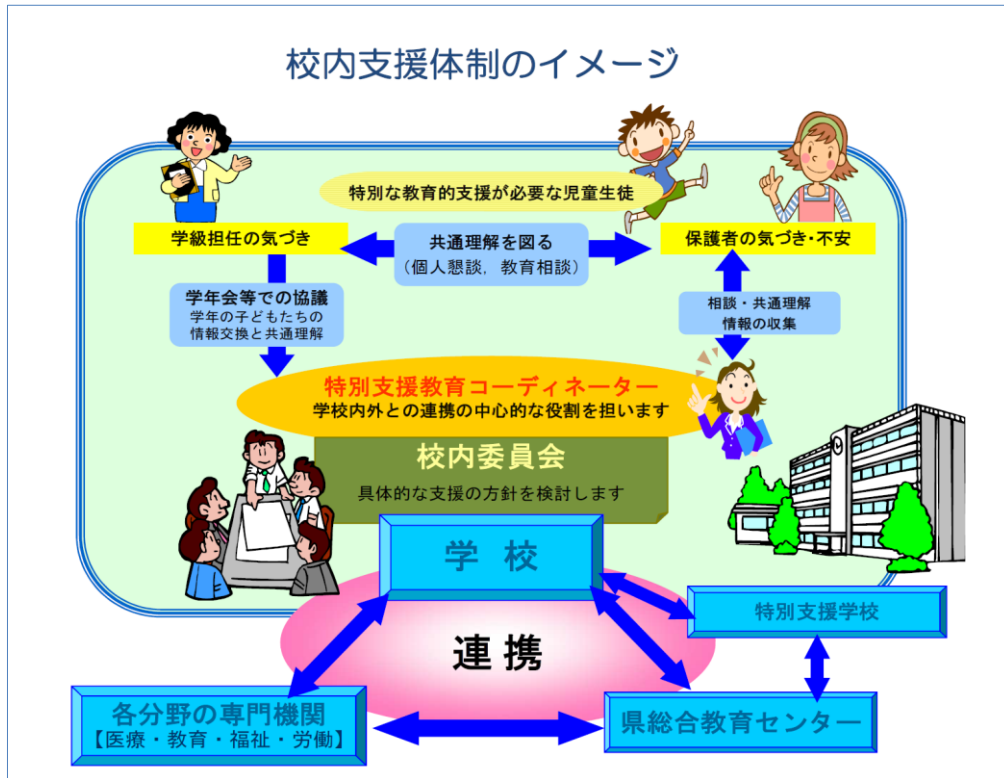 校内支援体制のイメージ
特別な教育的支援が必要な児童生徒
学級担任の気づき
共通理解を図る
（個人懇談，教育相談）
保護者の気づき・不安
学年会等での協議
学年の子どもたちの
情報交換と共通理解
相談・共通理解
情報の収集
特別支援教育コーディネーター
学校内外との連携の中心的な役割を担います
校内委員会
具体的な支援の方針を検討します
学 校
特別支援学校
連 携
各分野の専門機関
【医療・教育・福祉・労働】
県総合教育センター